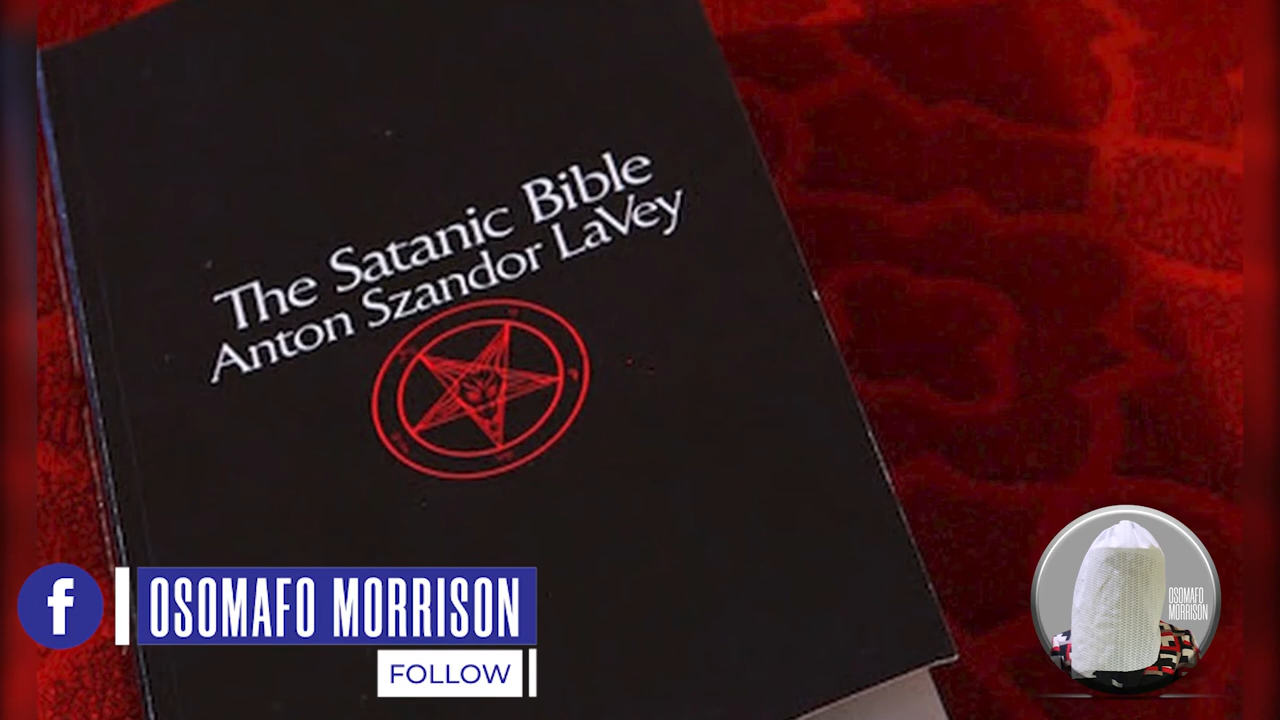 The Satanic Bible
Anton Szandor LaVey
f
OSOMAFO MORRISON
FOLLOW
OSOMAFO
MORRISON